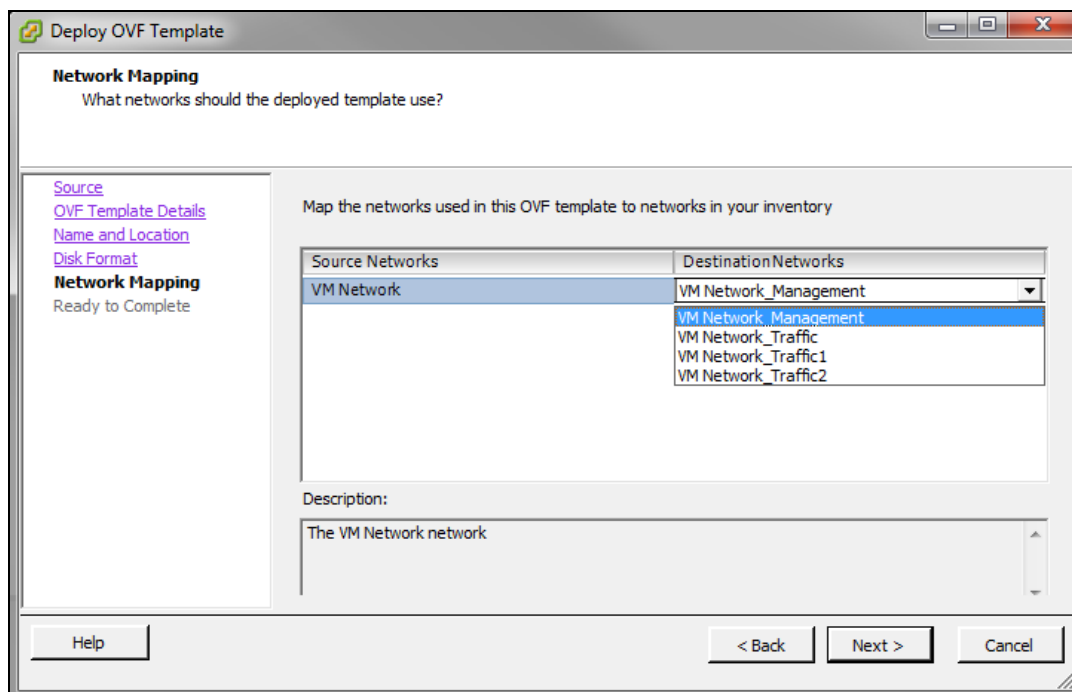 Deploy OVF Template
Network Mapping
What networks should the deployed template use?
Source
OVF Template Details
Name and Location
Disk Format
Network Mapping
Ready to Complete
Map the networks used in this OVF template to networks in your inventory
Source Networks DestinationNetworks
VM Network VM Network_Management
VM Network_Management
VM Network_Traffic
VM Network_Traffic1
VM Network_Traffic2
Description:
The VM Network network
Help < Back Next > Cancel